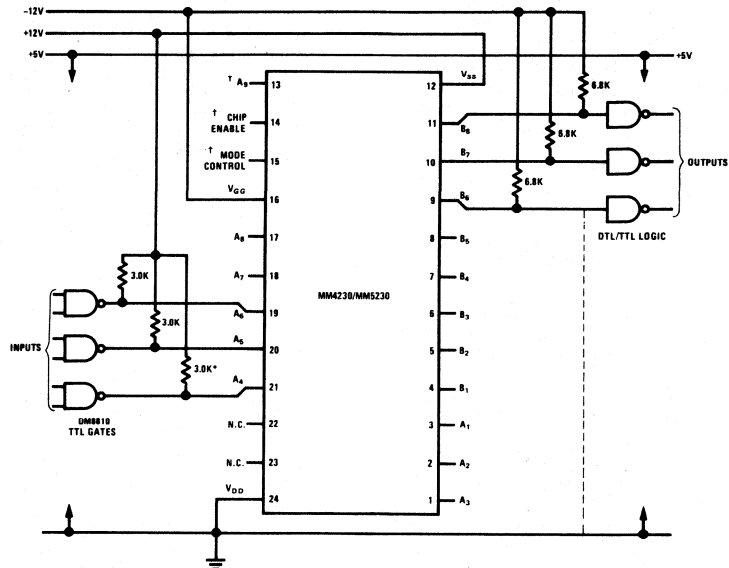 -12V
+12V
+5V
+5V
† A9
13
† CHIP
ENABLE
14
† MODE
CONTROL
15
VGG
16
A8
17
A7
18
3.0K
A6
19
3.0K
A5
20
3.0K*
A4
21
N.C.
22
N.C.
23
VDD
24
INPUTS
DM8810
TTL GATES
MM4230/MM5230
VSS
12
11
B8
10
B7
9
B6
8
B5
7
B4
6
B3
5
B2
4
B1
3
A1
2
A2
1
A3
6.8K
6.8K
6.8K
OUTPUTS
DTL/TTL LOGIC